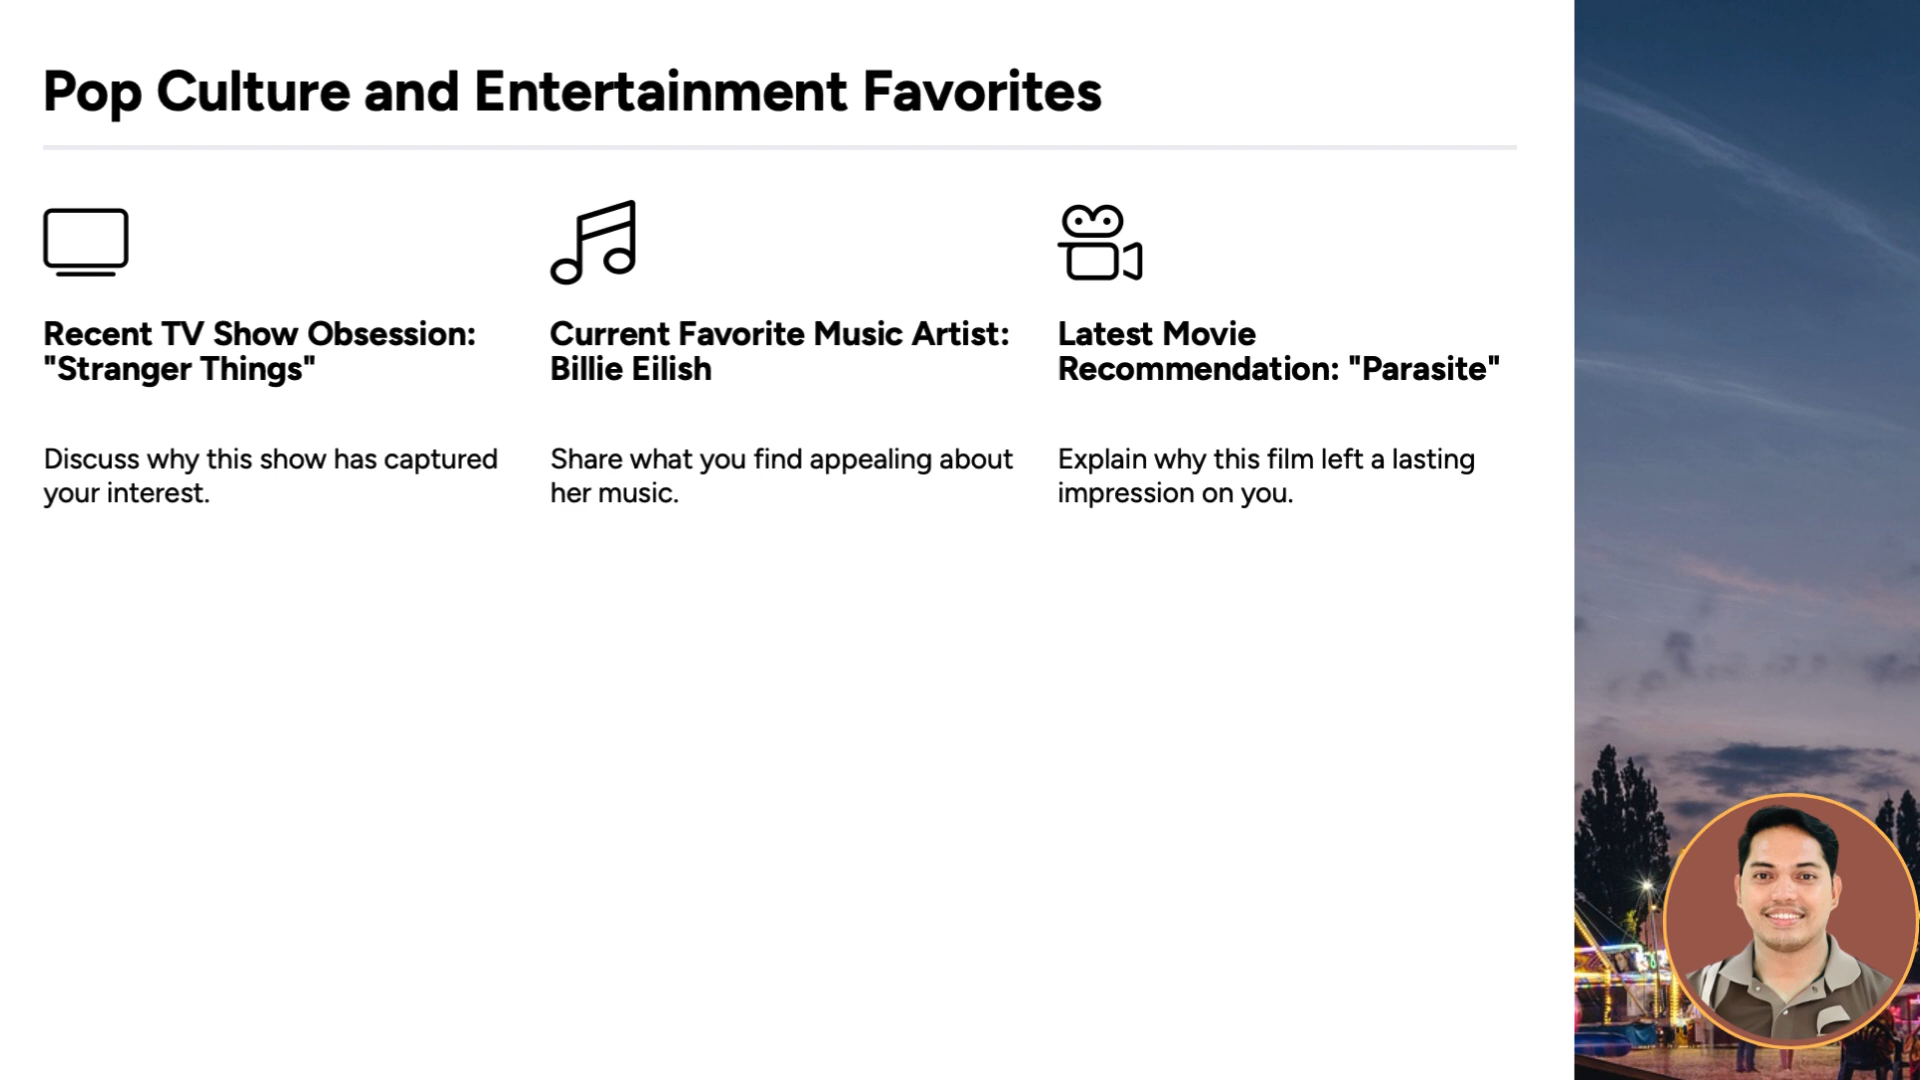 Pop Culture and Entertainment Favorites
Recent TV Show Obsession:
"Stranger Things"
Discuss why this show has captured
your interest.
Current Favorite Music Artist:
Billie Eilish
Share what you find appealing about
her music.
Latest Movie
Recommendation: "Parasite"
Explain why this film left a lasting
impression on you.